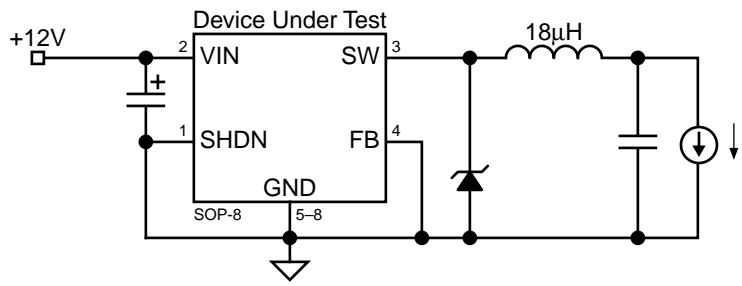 Device Under Test
+12V
2
VIN
SW
3
18µH
+
1
SHDN
FB
4
GND
SOP-8
5–8